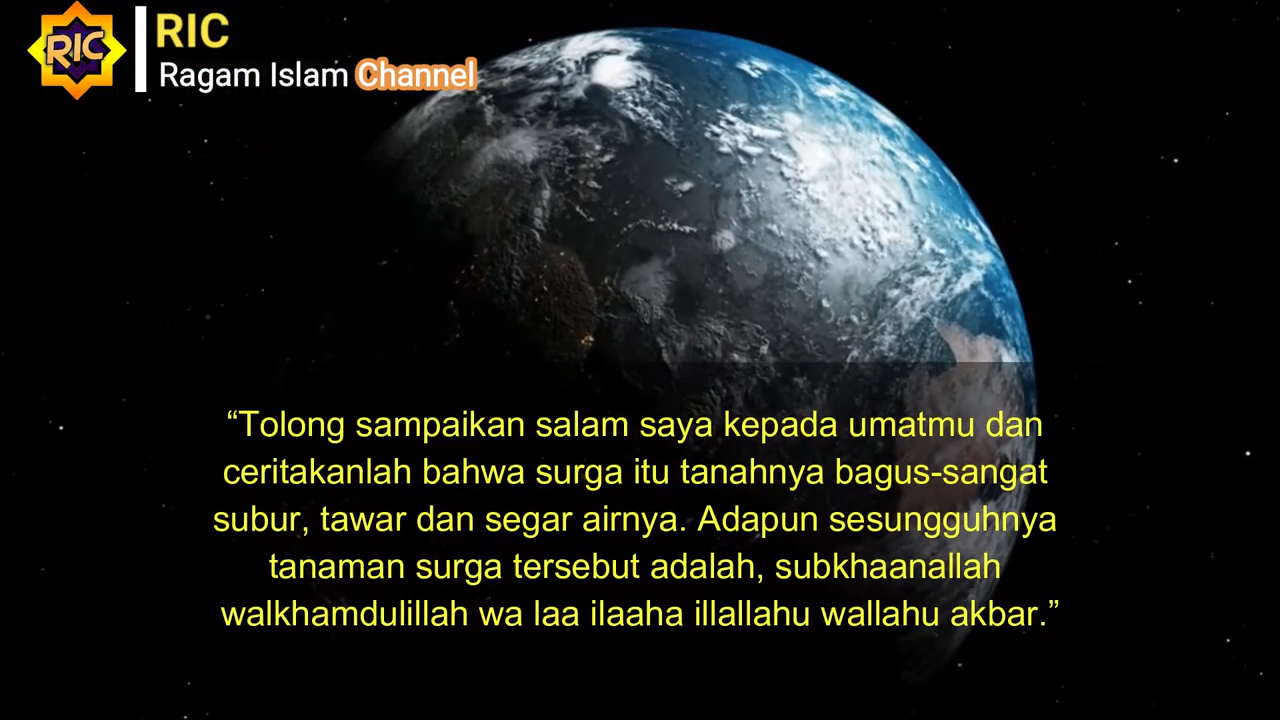 RIC
RIC
Ragam Islam Channel
“Tolong sampaikan salam saya kepada umatmu dan
ceritakanlah bahwa surga itu tanahnya bagus-sangat
subur, tawar dan segar airnya. Adapun sesungguhnya
tanaman surga tersebut adalah, subkhaanallah
walkhamdulillah wa laa ilaaha illallahu wallahu akbar.”